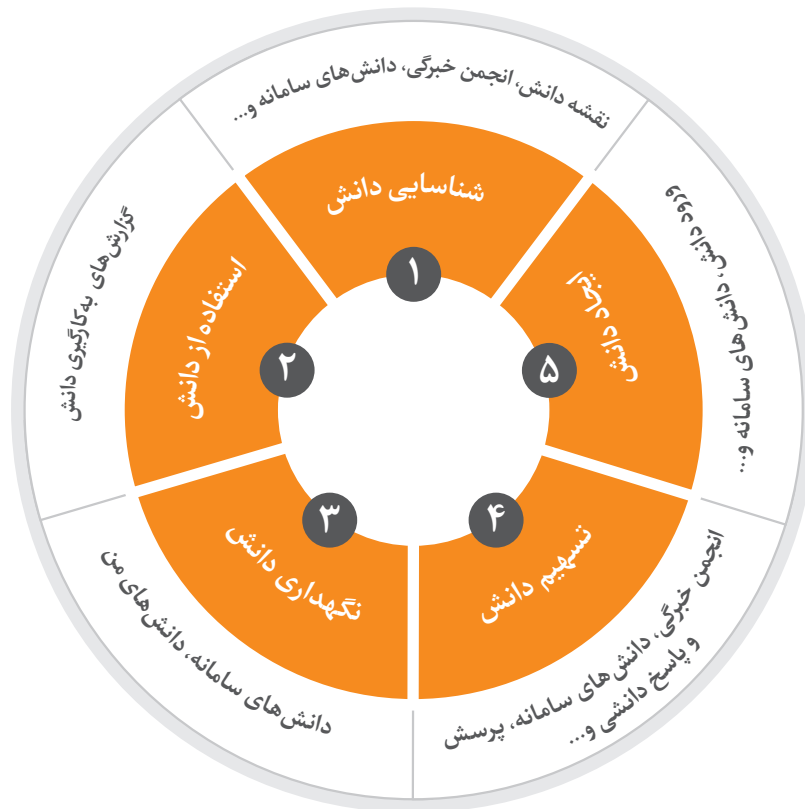 نقشه دانش، انجمن خبرگی، دانش‌های سامانه و...
شناسایی دانش
۱
گزارش‌های به‌کارگیری دانش
استفاده از دانش
۲
دانش‌های سامانه، دانش‌های من
نگهداری دانش
۳
انجمن خبرگی، دانش‌های سامانه، پرسش
و پاسخ دانشی و...
تسهیم دانش
۴
ورود دانش، دانش‌های سامانه و...
ایجاد دانش
۵